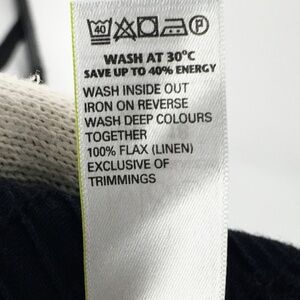 40 P
WASH AT 30°C
SAVE UP TO 40% ENERGY
WASH INSIDE OUT
IRON ON REVERSE
WASH DEEP COLOURS
TOGETHER
100% FLAX (LINEN)
EXCLUSIVE OF
TRIMMINGS